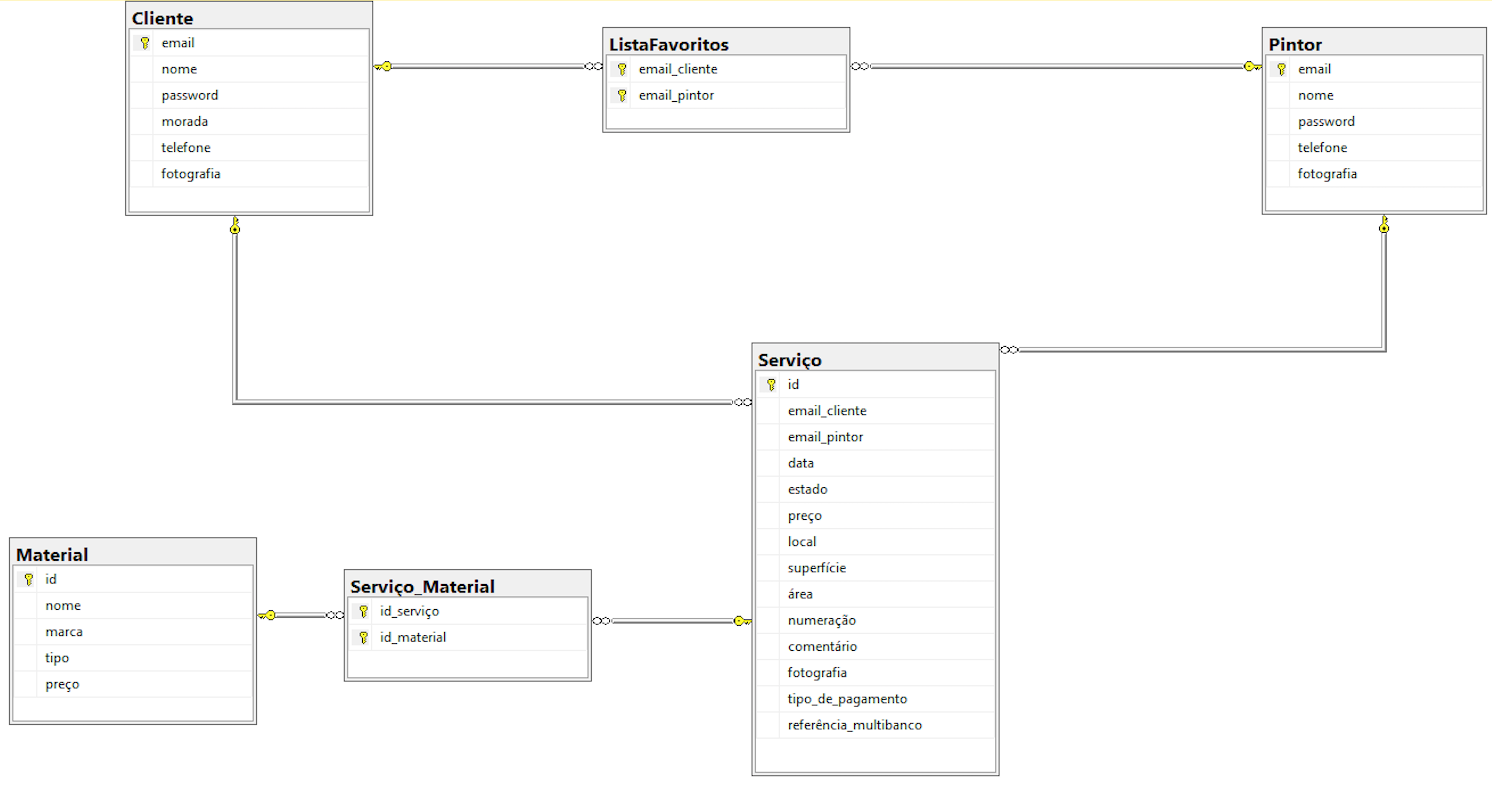 Cliente
email
nome
password
morada
telefone
fotografia
ListaFavoritos
email_cliente
email_pintor
Pintor
email
nome
password
telefone
fotografia
Serviço
id
email_cliente
email_pintor
data
estado
preço
local
superfície
área
numeração
comentário
fotografia
tipo_de_pagamento
referência_multibanco
Material
id
nome
marca
tipo
preço
Serviço_Material
id_serviço
id_material